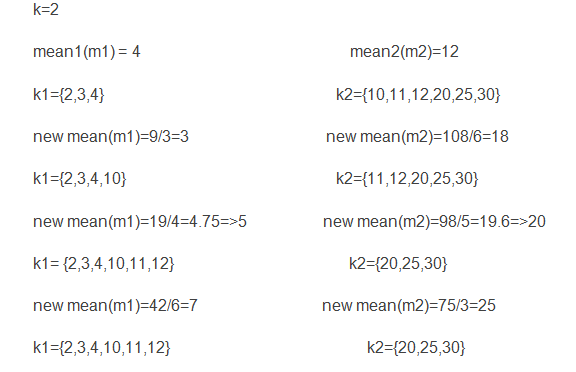 k=2
mean1(m1) = 4 mean2(m2)=12
k1={2,3,4} k2={10,11,12,20,25,30}
new mean(m1)=9/3=3 new mean(m2)=108/6=18
k1={2,3,4,10} k2={11,12,20,25,30}
new mean(m1)=19/4=4.75=>5 new mean(m2)=98/5=19.6=>20
k1= {2,3,4,10,11,12} k2={20,25,30}
new mean(m1)=42/6=7 new mean(m2)=75/3=25
k1={2,3,4,10,11,12} k2={20,25,30}